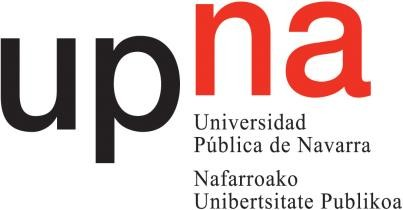 upna
Universidad
Pública de Navarra
Nafarroako
Unibertsitate Publikoa